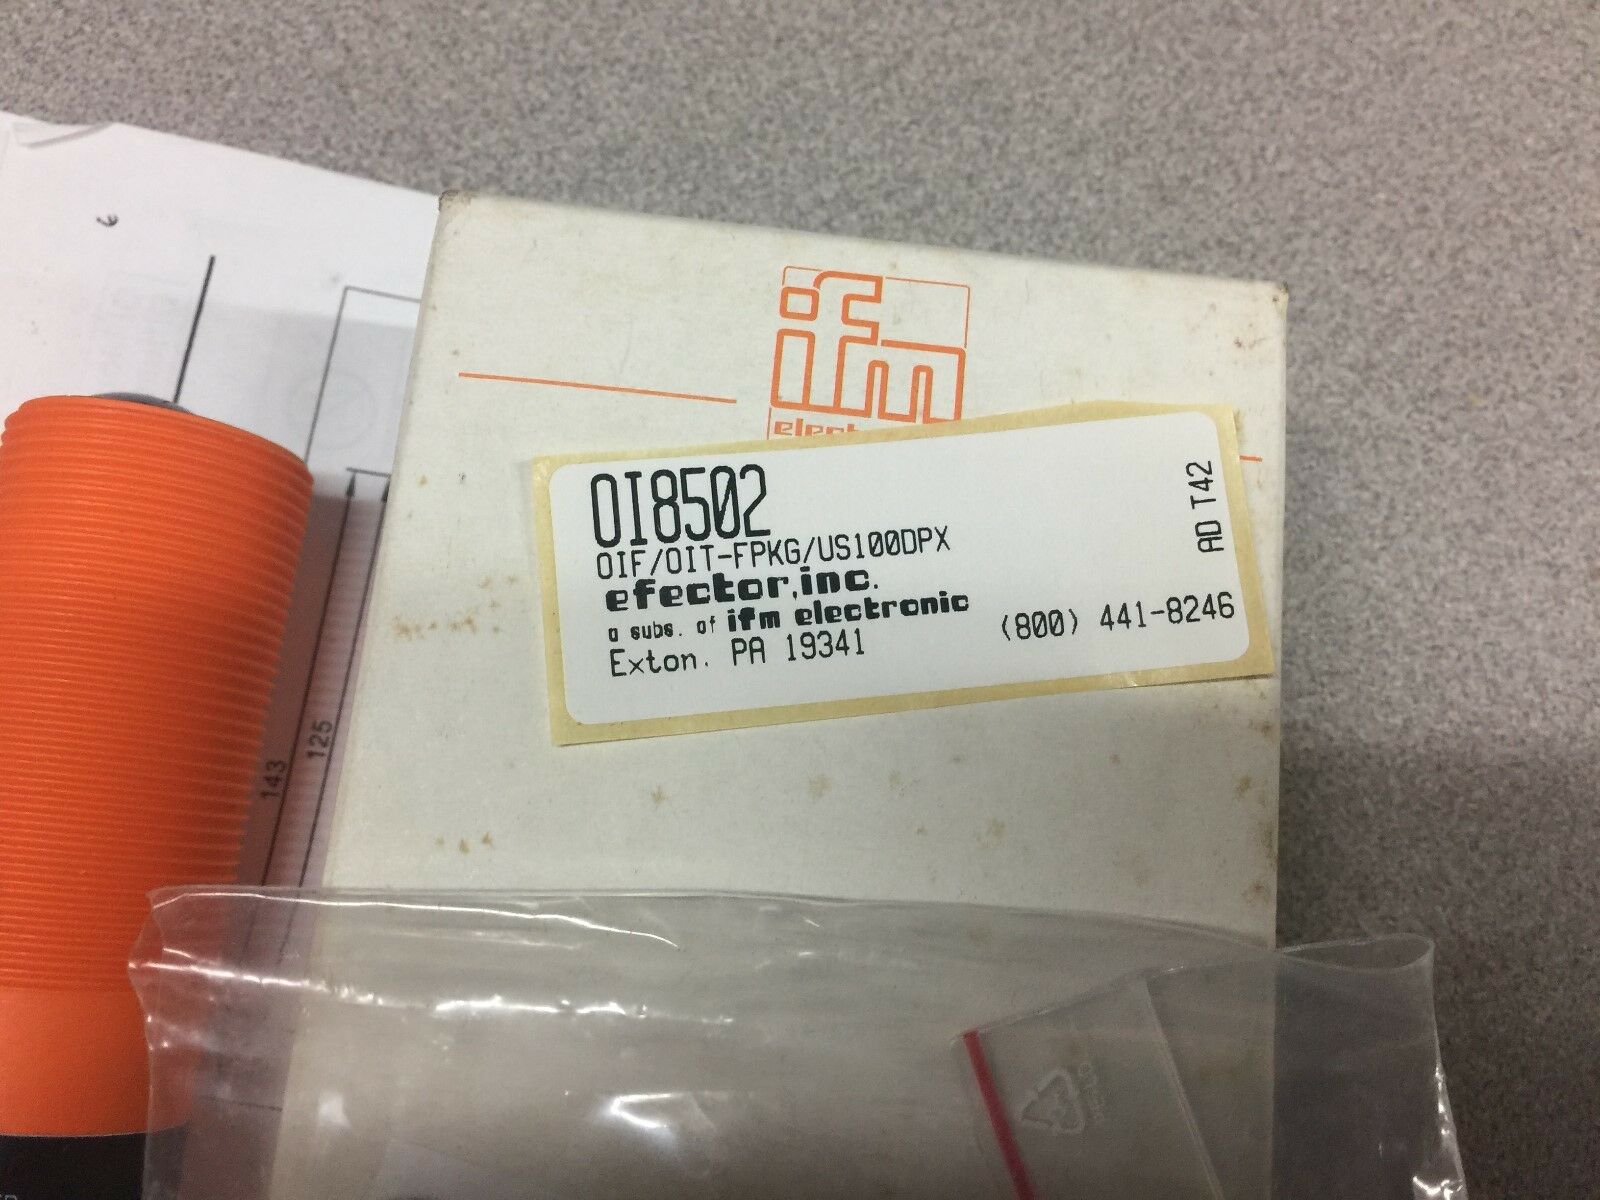 6
ifm
OI8502
OIF/OIT-FPKG/US100DPX
efector,inc.
a subs. of ifm electronic
Exton. PA 19341
(800) 441-8246
AD T42
143
125